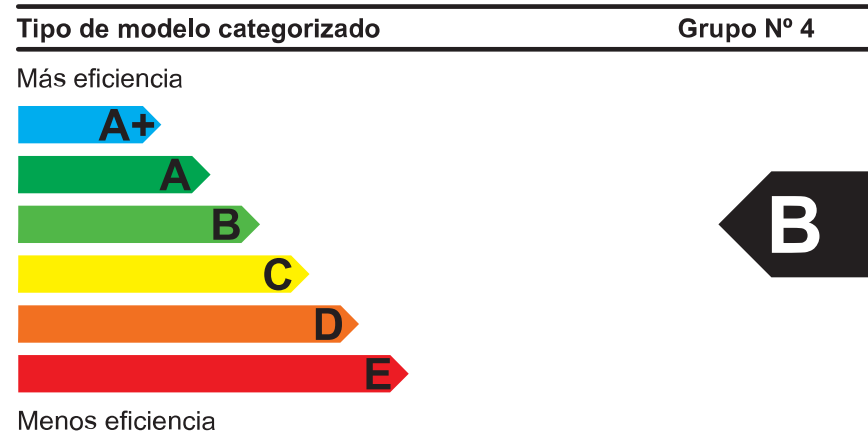 Tipo de modelo categorizado Grupo Nº 4
Más eficiencia
A+
A
B
B
C
D
E
Menos eficiencia